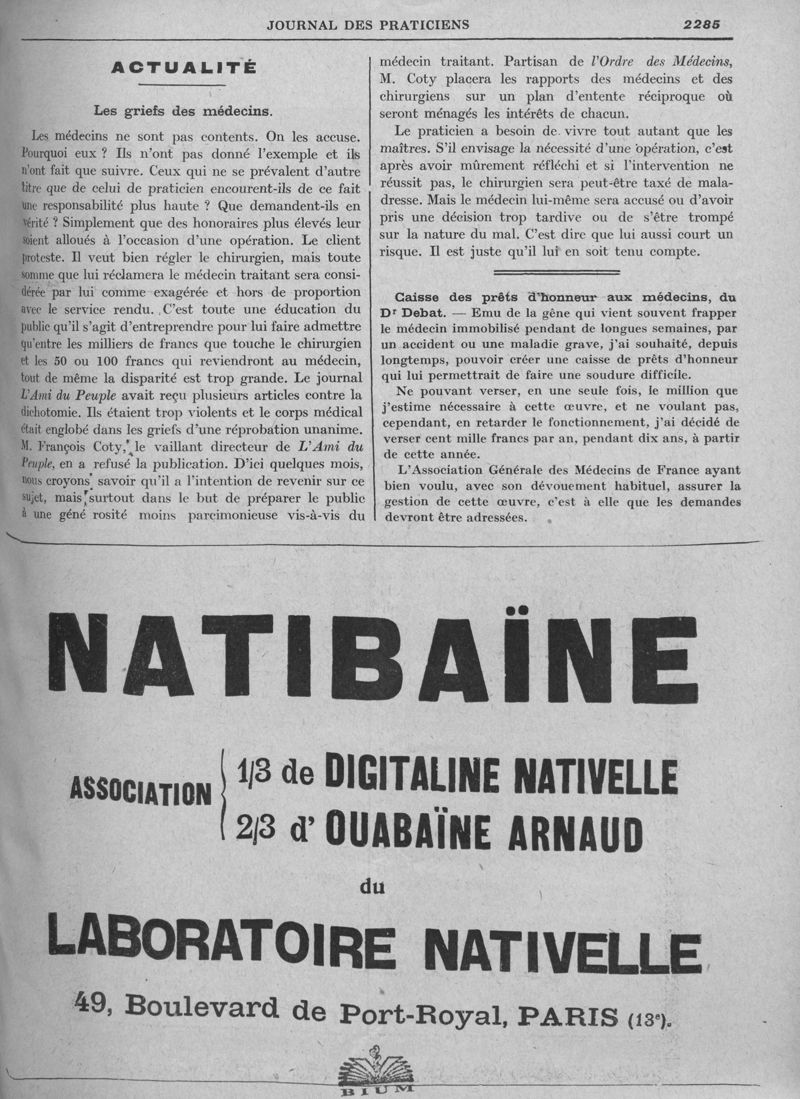 JOURNAL DES PRATICIENS 2285
ACTUALITÉ
Les griefs des médecins.
Les médecins ne sont pas contents. On les accuse.
Pourquoi eux ? Ils n'ont pas donné l'exemple et ils
n'ont fait que suivre. Ceux qui ne se prévalent d'autre
titre que de celui de praticien encourent-ils de ce fait
une responsabilité plus haute ? Que demandent-ils en
vérité ? Simplement que des honoraires plus élevés leur
soient alloués à l'occasion d'une opération. Le client
proteste. Il veut bien régler le chirurgien, mais toute
somme que lui réclamera le médecin traitant sera consi-
dérée par lui comme exagérée et hors de proportion
avec le service rendu. C'est toute une éducation du
public qu'il s'agit d'entreprendre pour lui faire admettre
qu'entre les milliers de francs que touche le chirurgien
et les 50 ou 100 francs qui reviendront au médecin,
tout de même la disparité est trop grande. Le journal
L'Ami du Peuple avait reçu plusieurs articles contre la
dichotomie. Ils étaient trop violents et le corps médical
était englobé dans les griefs d'une réprobation unanime.
M. François Coty, le vaillant directeur de L'Ami du
Peuple, en a refusé la publication. D'ici quelques mois,
nous croyons savoir qu'il a l'intention de revenir sur ce
sujet, mais surtout dans le but de préparer le public
à une géné rosité moins parcimonieuse vis-à-vis du
médecin traitant. Partisan de l'Ordre des Médecins,
M. Coty placera les rapports des médecins et des
chirurgiens sur un plan d'entente réciproque où
seront ménagés les intérêts de chacun.
Le praticien a besoin de vivre tout autant que les
maîtres. S'il envisage la nécessité d'une opération, c'est
après avoir mûrement réfléchi et si l'intervention ne
réussit pas, le chirurgien sera peut-être taxé de mala-
dresse. Mais le médecin lui-même sera accusé ou d'avoir
pris une décision trop tardive ou de s'être trompé
sur la nature du mal. C'est dire que lui aussi court un
risque. Il est juste qu'il lui en soit tenu compte.
Caisse des prêts d'honneur aux médecins, du
Dr Debat. — Emu de la gêne qui vient souvent frapper
le médecin immobilisé pendant de longues semaines, par
un accident ou une maladie grave, j'ai souhaité, depuis
longtemps, pouvoir créer une caisse de prêts d'honneur
qui lui permettrait de faire une soudure difficile.
Ne pouvant verser, en une seule fois, le million que
j'estime nécessaire à cette œuvre, et ne voulant pas,
cependant, en retarder le fonctionnement, j'ai décidé de
verser cent mille francs par an, pendant dix ans, à partir
de cette année.
L'Association Générale des Médecins de France ayant
bien voulu, avec son dévouement habituel, assurer la
gestion de cette œuvre, c'est à elle que les demandes
devront être adressées.
NATIBAÏNE
ASSOCIATION
1/3 de DIGITALINE NATIVELLE
2/3 d' OUABAÏNE ARNAUD
du
LABORATOIRE NATIVELLE
49, Boulevard de Port-Royal, PARIS (13e).
BIUM